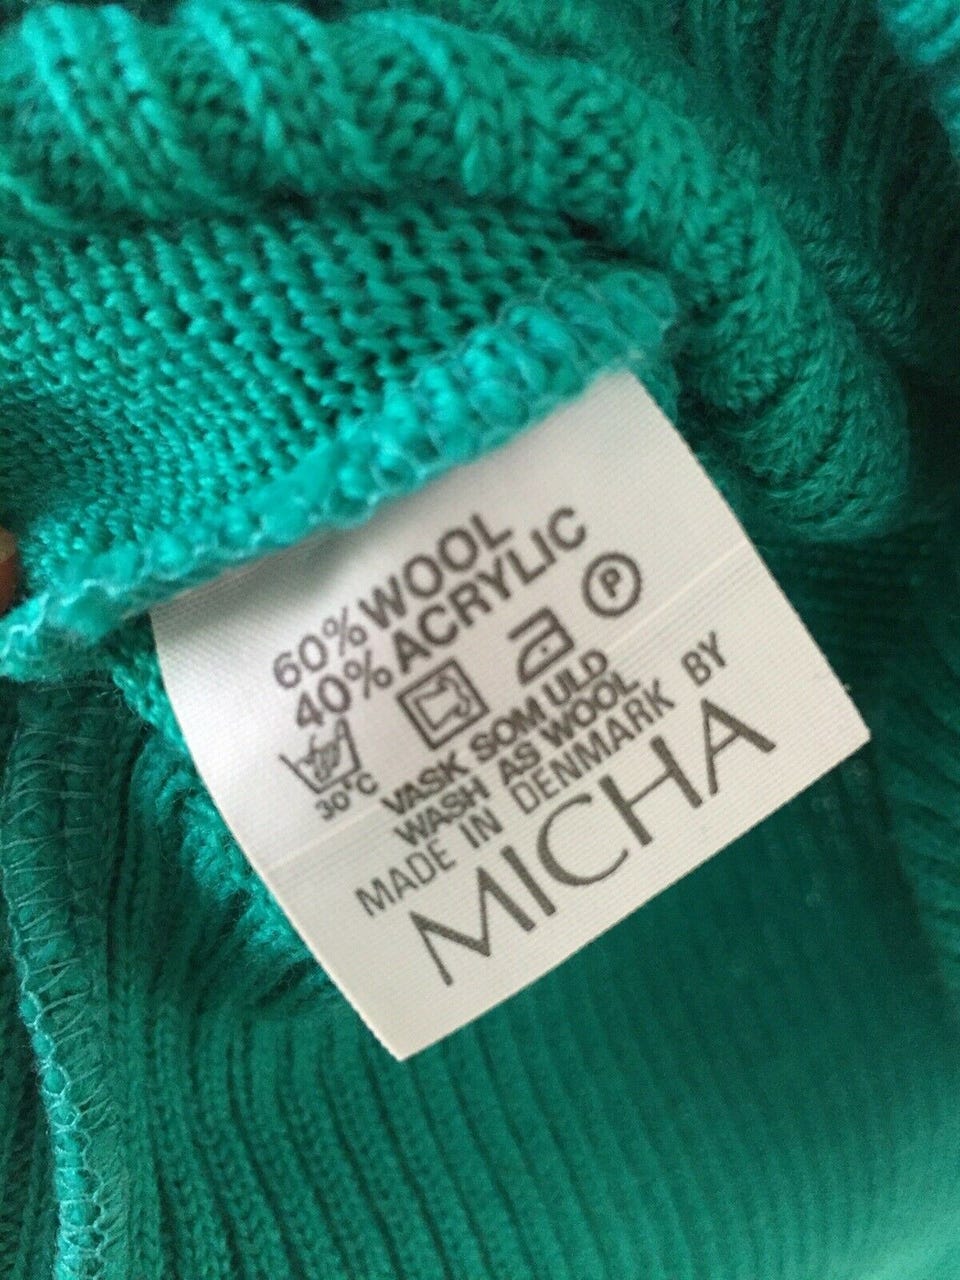 60% WOOL
40% ACRYLIC
30°C
P
VASK SOM ULD
WASH AS WOOL
MADE IN DENMARK BY
MICHA